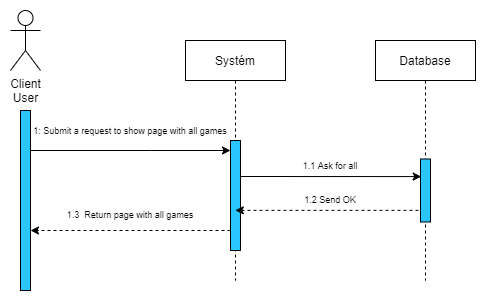 Client
User
Systém
Database
1: Submit a request to show page with all games
1.1 Ask for all
1.2 Send OK
1.3 Return page with all games